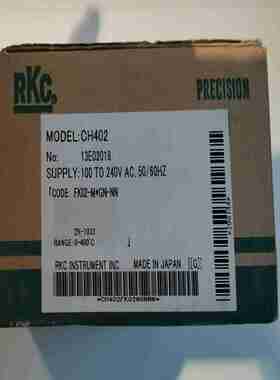 RKC
PRECISION
MODEL:CH402
No: 13E03018
SUPPLY:100 TO 240V AC. 50/60HZ
CODE: FK02-M*GN-NN
RANGE:0-400°C
RKC INSTRUMENT INC. MADE IN JAPAN [G]